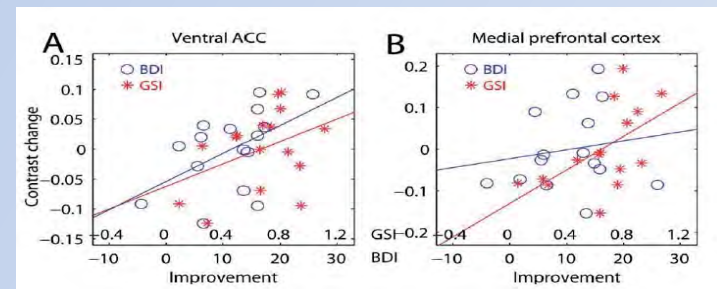 A Ventral ACC
BDI
GSI
Contrast change
0.15
0.1
0.05
0
−0.05
−0.1
−0.15
−0.4 0 0.4 0.8 1.2
−10 0 10 20 30
Improvement
GSI
BDI
B Medial prefrontal cortex
BDI
GSI
0.2
0.1
0
−0.1
−0.2
−0.4 0 0.4 0.8 1.2
−10 0 10 20 30
Improvement